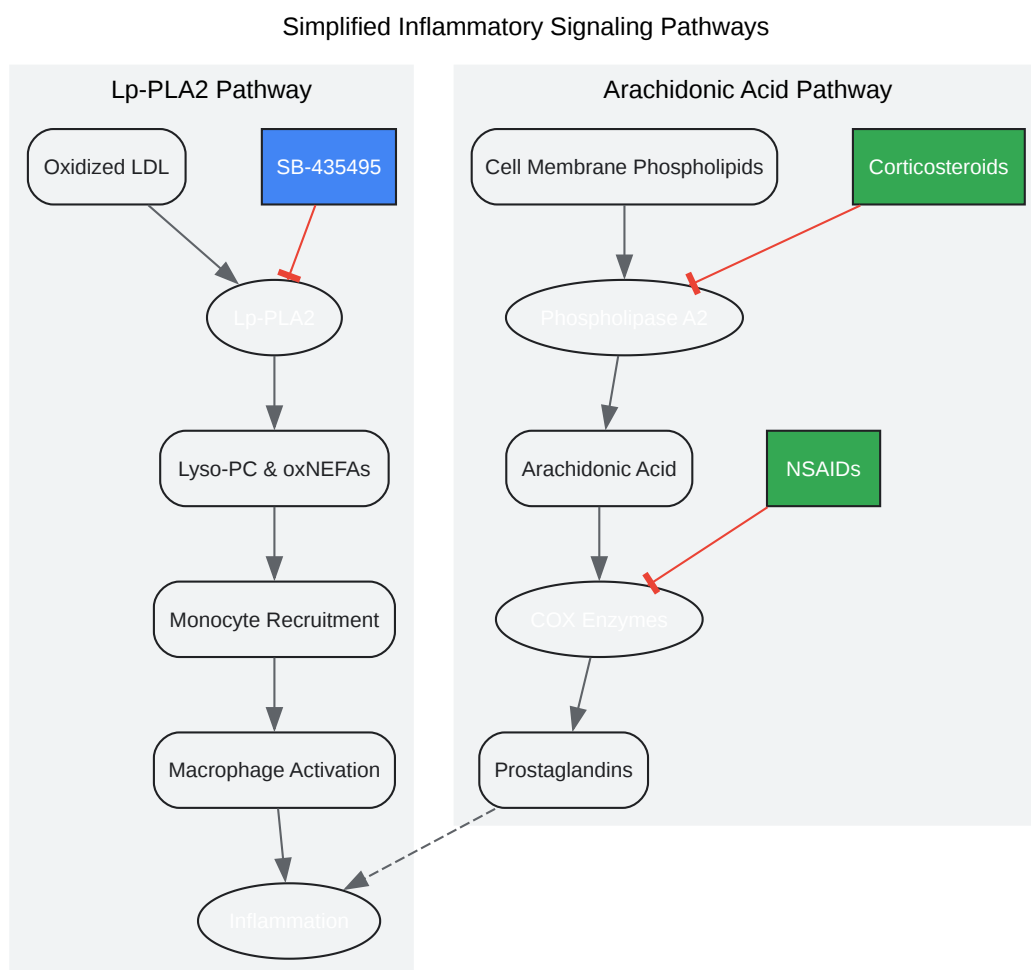 Simplified Inflammatory Signaling Pathways
Lp-PLA2 Pathway
Oxidized LDL
SB-435495
Lp-PLA2
Lyso-PC & oxNEFAs
Monocyte Recruitment
Macrophage Activation
Inflammation
Arachidonic Acid Pathway
Cell Membrane Phospholipids
Corticosteroids
Phospholipase A2
Arachidonic Acid
NSAIDs
COX Enzymes
Prostaglandins